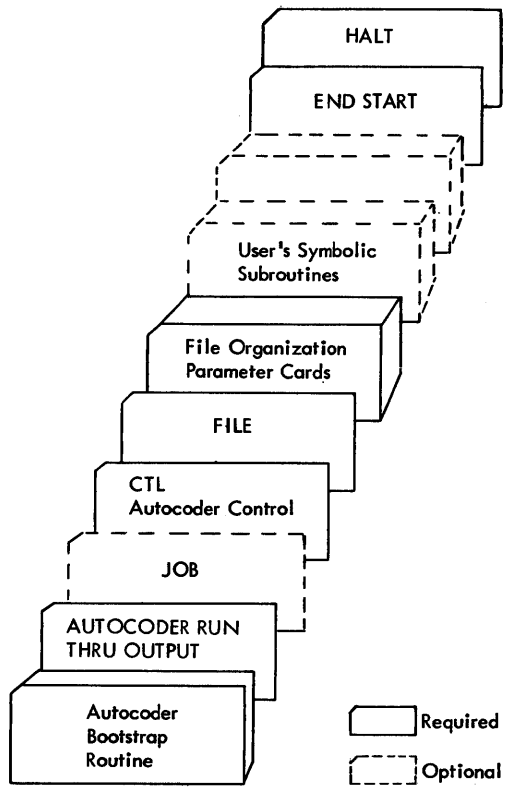 HALT
END START
User's Symbolic
Subroutines
File Organization
Parameter Cards
FILE
CTL
Autocoder Control
JOB
AUTOCODER RUN
THRU OUTPUT
Autocoder
Bootstrap
Routine
Required
Optional